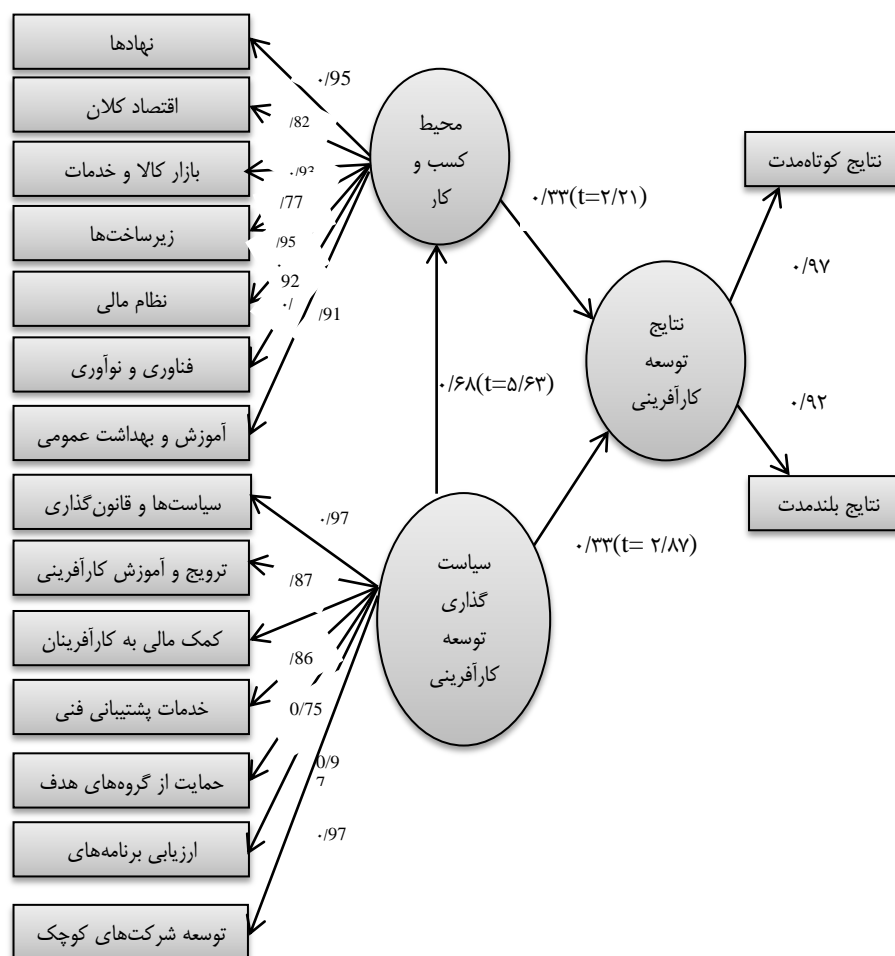 نهادها
اقتصاد کلان
بازار کالا و خدمات
زیرساخت‌ها
نظام مالی
فناوری و نوآوری
آموزش و بهداشت عمومی
سیاست‌ها و قانون‌گذاری
ترویج و آموزش کارآفرینی
کمک مالی به کارآفرینان
خدمات پشتیبانی فنی
حمایت از گروه‌های هدف
ارزیابی برنامه‌های
توسعه شرکت‌های کوچک
۰/95
/82
/77
/95
92
۰/
/91
۰/97
/87
/86
0/75
0/9
7
۰/97
محیط
کسب و
کار
سیاست
گذاری
توسعه
کارآفرینی
۰/۳۳(t=۲/۲۱)
۰/۶۸(t=۵/۶۳)
۰/۳۳(t= ۲/۸۷)
نتایج
توسعه
کارآفرینی
نتایج کوتاه‌مدت
۰/۹۷
۰/۹۲
نتایج بلندمدت